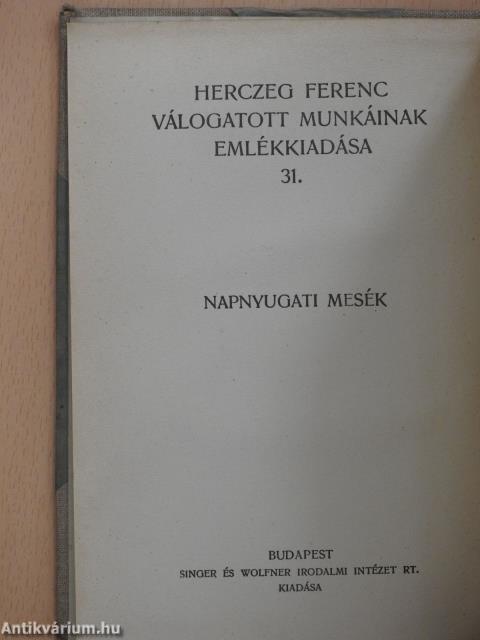 HERCZEG FERENC
VÁLOGATOTT MUNKÁINAK
EMLÉKKIADÁSA
31.
NAPNYUGATI MESÉK
BUDAPEST
SINGER ÉS WOLFNER IRODALMI INTÉZET RT.
KIADÁSA
Antikvárium.hu